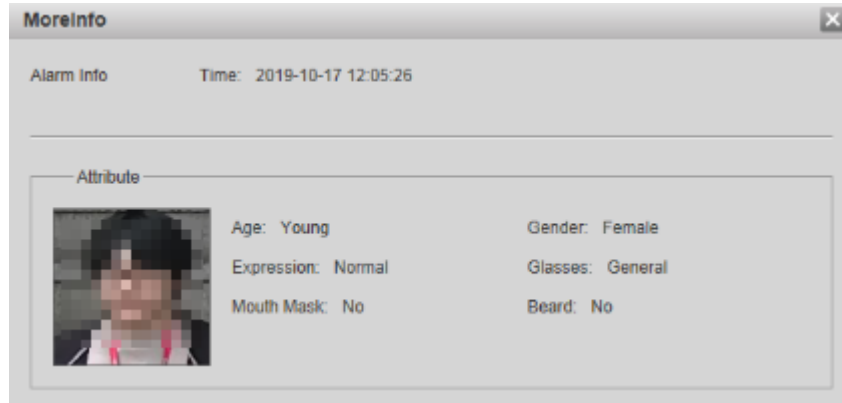 MoreInfo
Alarm Info Time: 2019-10-17 12:05:26
Attribute
Age: Young Gender: Female
Expression: Normal Glasses: General
Mouth Mask: No Beard: No